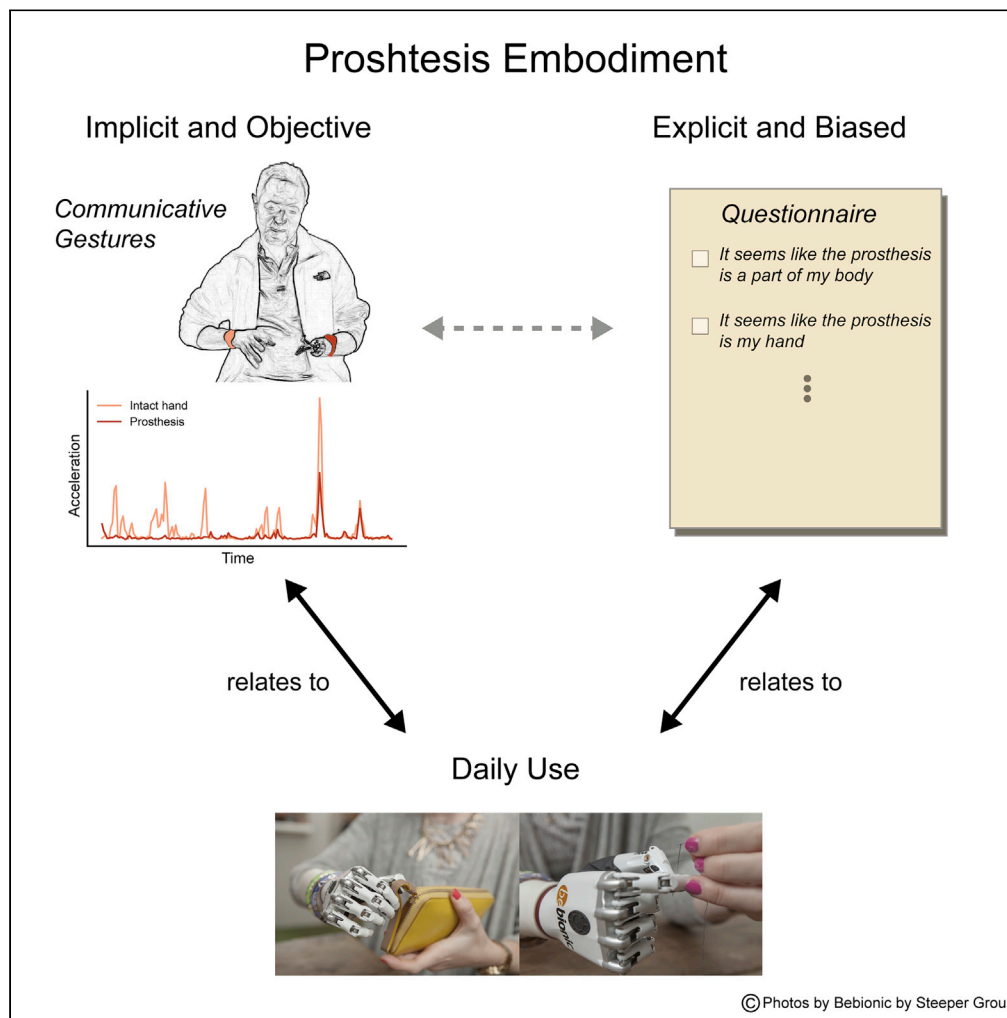 Proshtesis Embodiment
Implicit and Objective
Explicit and Biased
Communicative
Gestures
Questionnaire
It seems like the prosthesis
is a part of my body
It seems like the prosthesis
is my hand
Intact hand
Prosthesis
Acceleration
Time
relates to
relates to
Daily Use
bebionic
© Photos by Bebionic by Steeper Grou